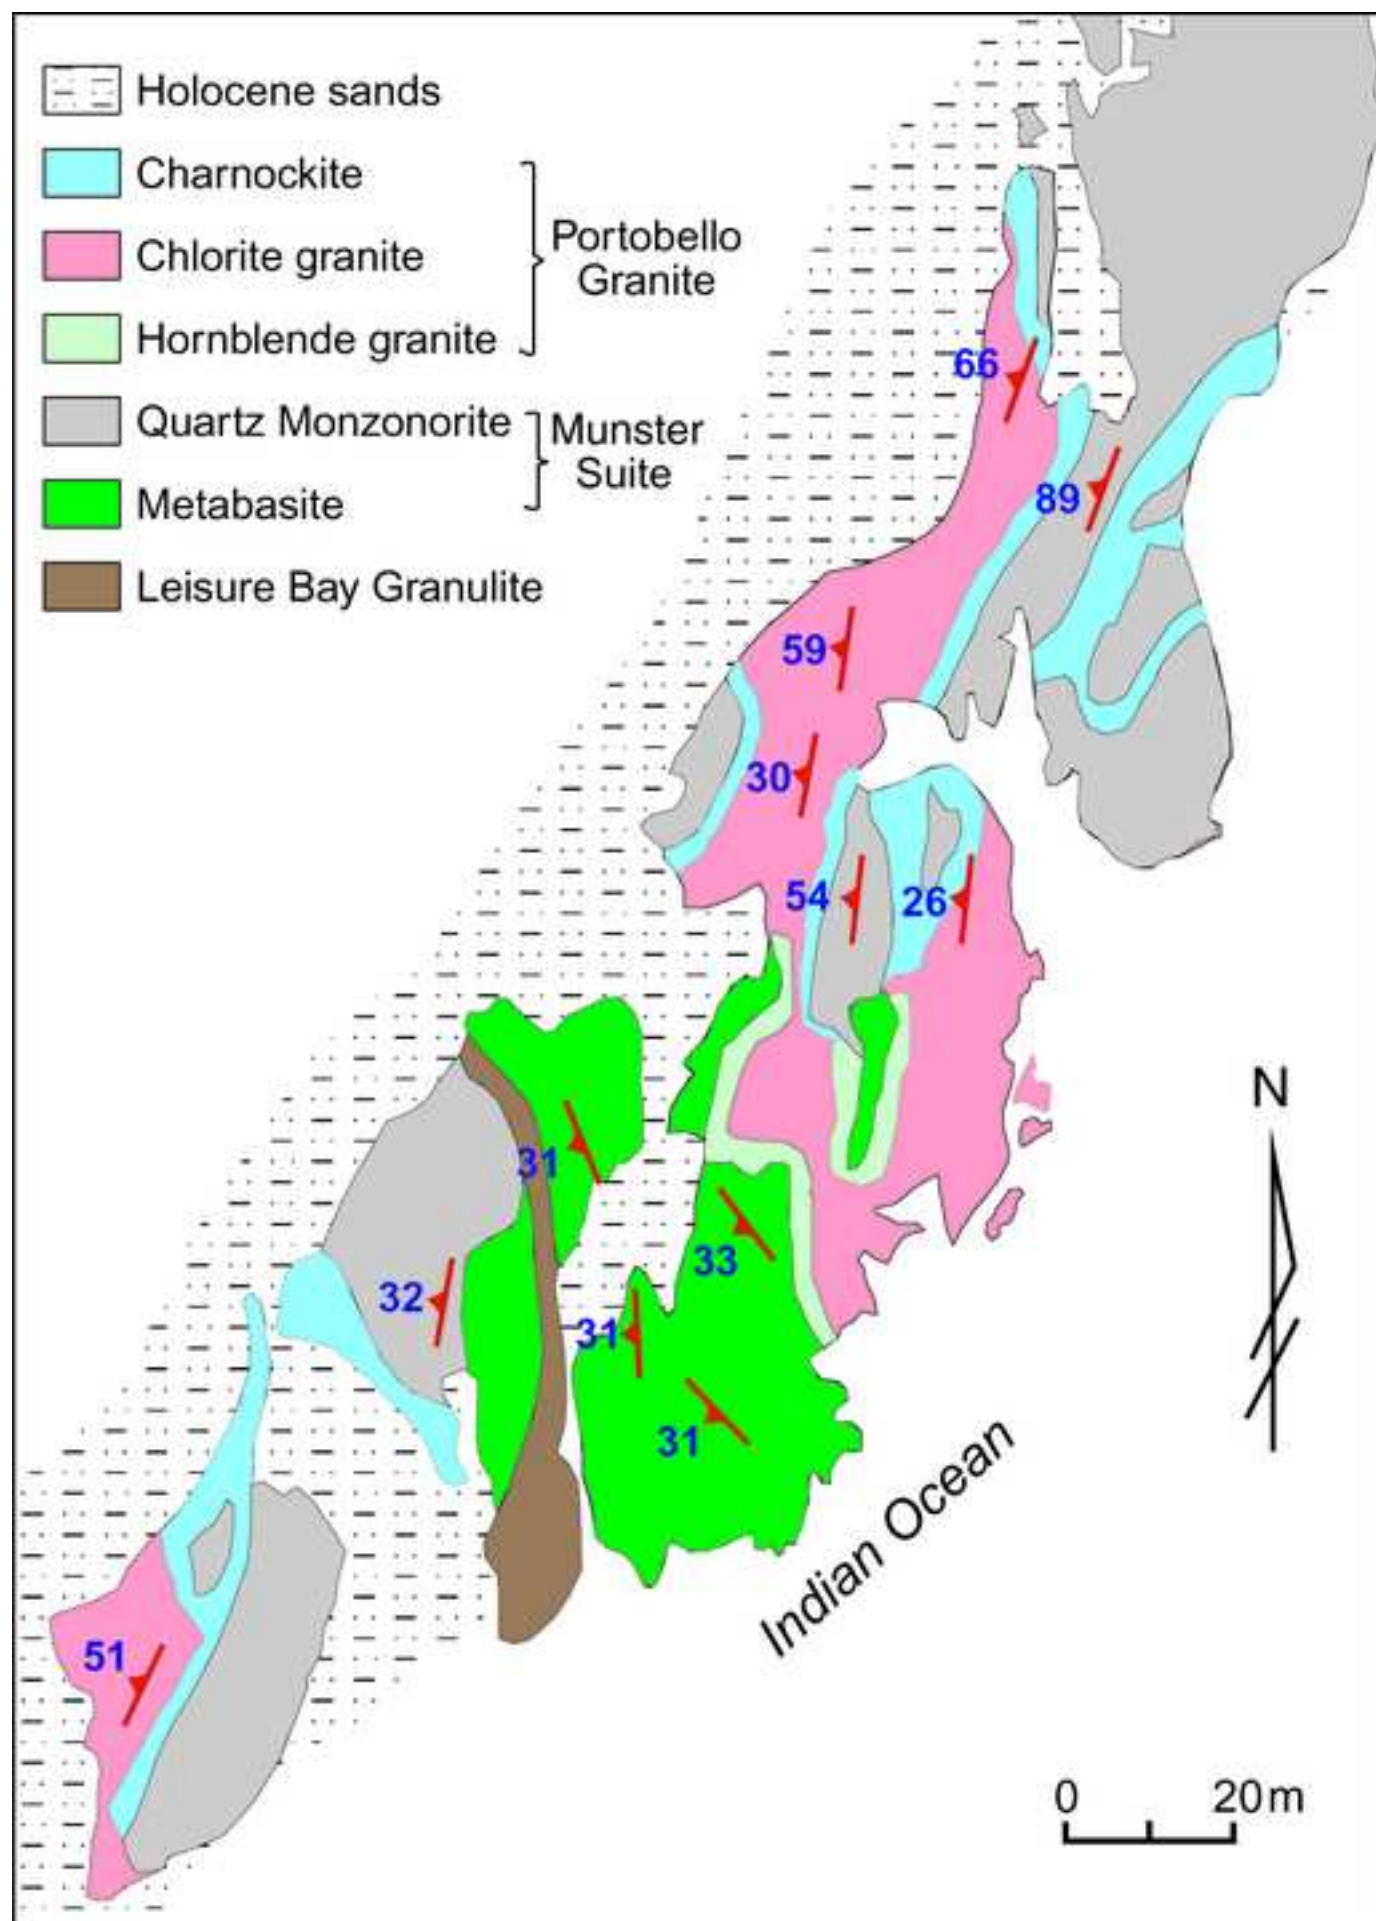 Holocene sands
Charnockite
Chlorite granite
Hornblende granite
Portobello
Granite
Quartz Monzonorite
Metabasite
Munster
Suite
Leisure Bay Granulite
66
89
59
30
54
26
31
33
32
31
31
51
Indian Ocean
N
0 20m